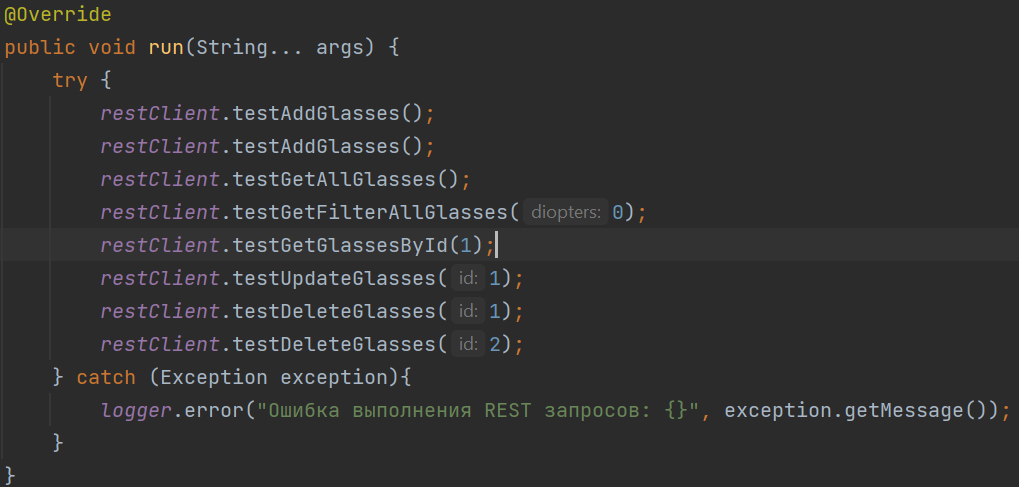 @Override
public void run(String... args) {
    try {
        restClient.testAddGlasses();
        restClient.testAddGlasses();
        restClient.testGetAllGlasses();
        restClient.testGetFilterAllGlasses( diopters: 0);
        restClient.testGetGlassesById(1);
        restClient.testUpdateGlasses( id: 1);
        restClient.testDeleteGlasses( id: 1);
        restClient.testDeleteGlasses( id: 2);
    } catch (Exception exception){
        logger.error("Ошибка выполнения REST запросов: {}", exception.getMessage());
    }
}